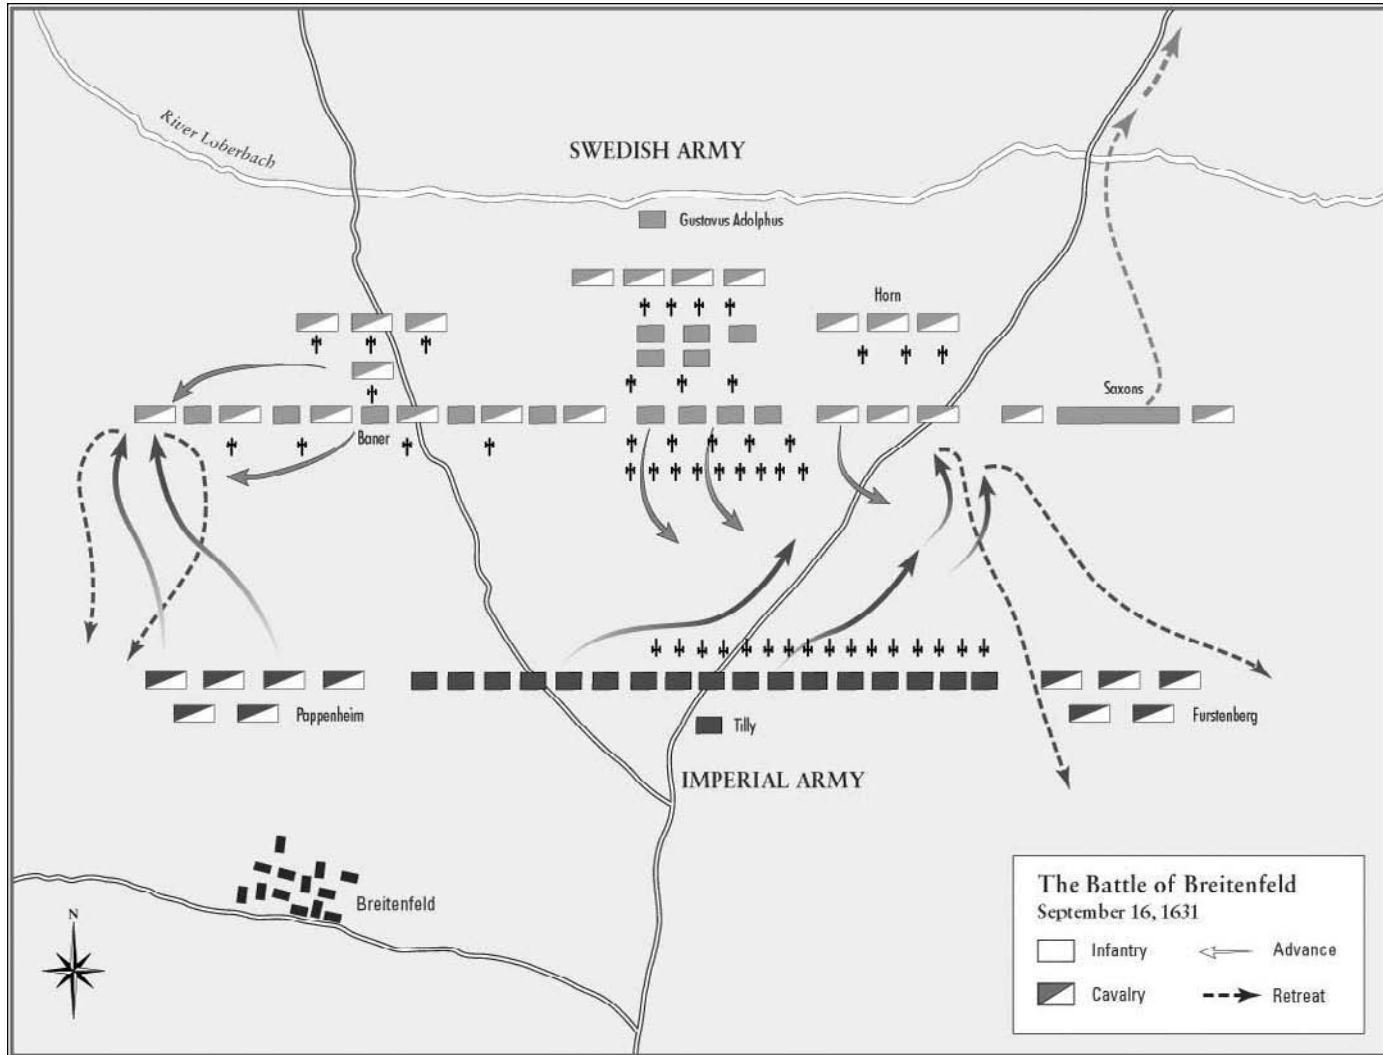 River Loberbach
SWEDISH ARMY
Gustavus Adolphus
Horn
Saxons
Baner
Pappenheim
Tilly
Furstenberg
IMPERIAL ARMY
Breitenfeld
N
The Battle of Breitenfeld
September 16, 1631
Infantry
Advance
Cavalry
Retreat